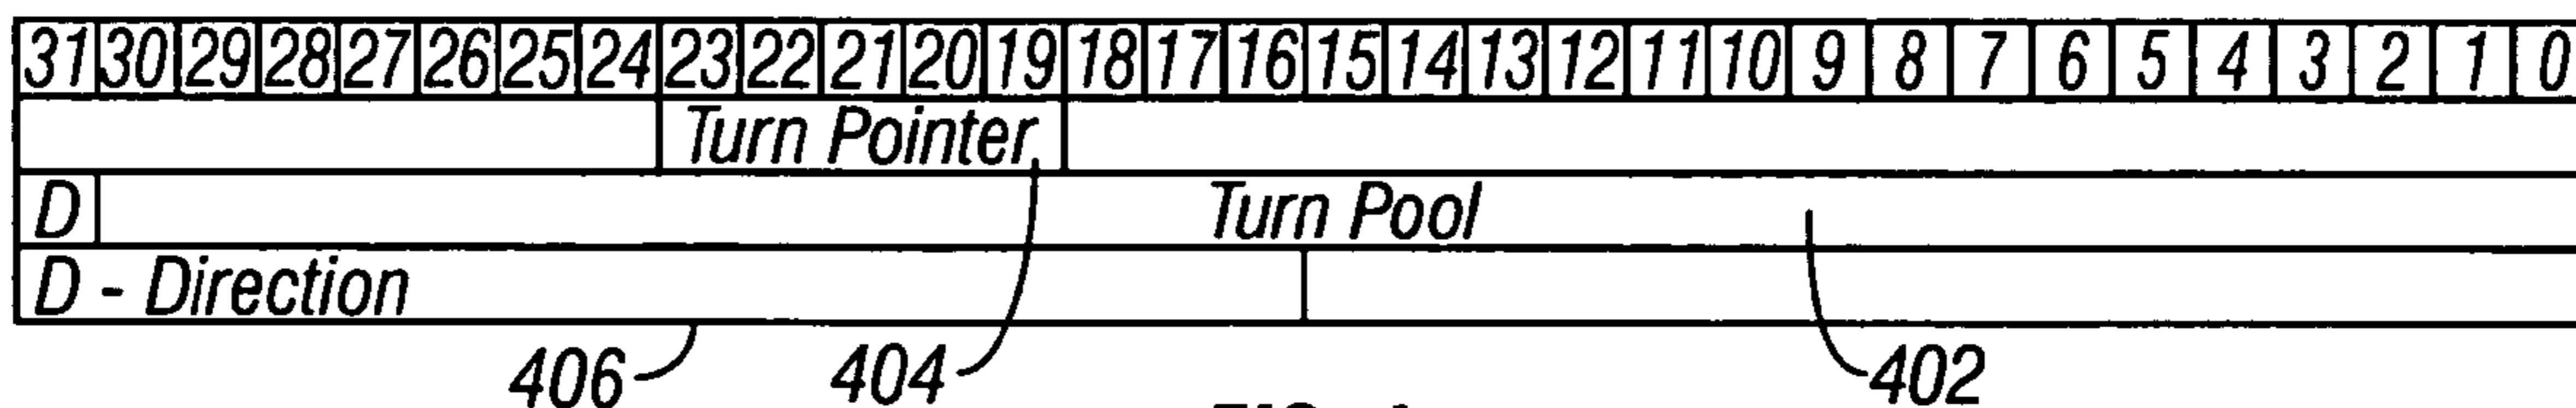 31 30 29 28 27 26 25 24 23 22 21 20 19 18 17 16 15 14 13 12 11 10 9 8 7 6 5 4 3 2 1 0
Turn Pointer
D Turn Pool
D - Direction
406 404 402